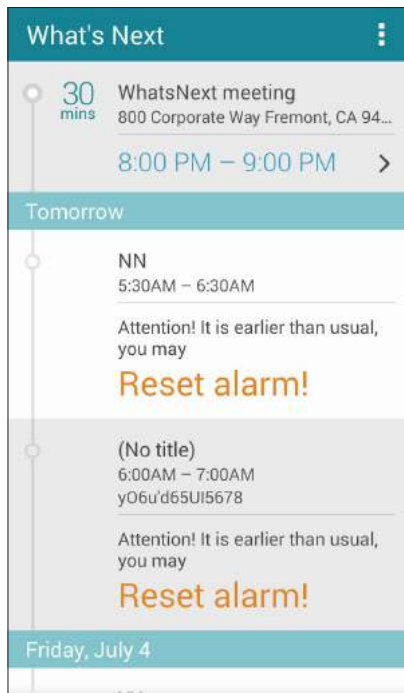 What's Next
30
mins
WhatsNext meeting
800 Corporate Way Fremont, CA 94...
8:00 PM – 9:00 PM
Tomorrow
NN
5:30AM – 6:30AM
Attention! It is earlier than usual,
you may
Reset alarm!
(No title)
6:00AM – 7:00AM
yO6u'd65UI5678
Attention! It is earlier than usual,
you may
Reset alarm!
Friday, July 4